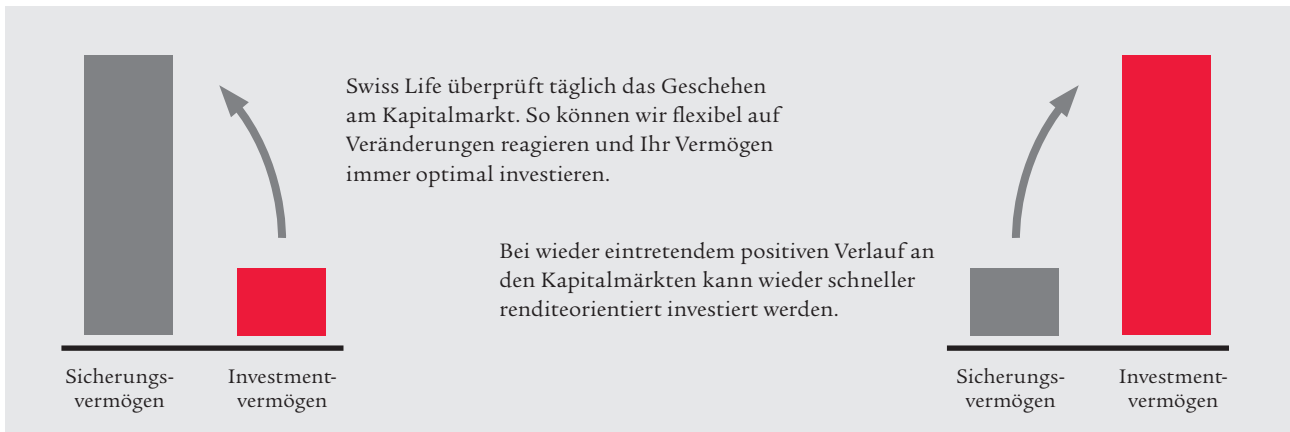 Swiss Life überprüft täglich das Geschehen
am Kapitalmarkt. So können wir flexibel auf
Veränderungen reagieren und Ihr Vermögen
immer optimal investieren.
Bei wieder eintretendem positiven Verlauf an
den Kapitalmärkten kann wieder schneller
renditeorientiert investiert werden.
Sicherungs-
vermögen
Investment-
vermögen
Sicherungs-
vermögen
Investment-
vermögen